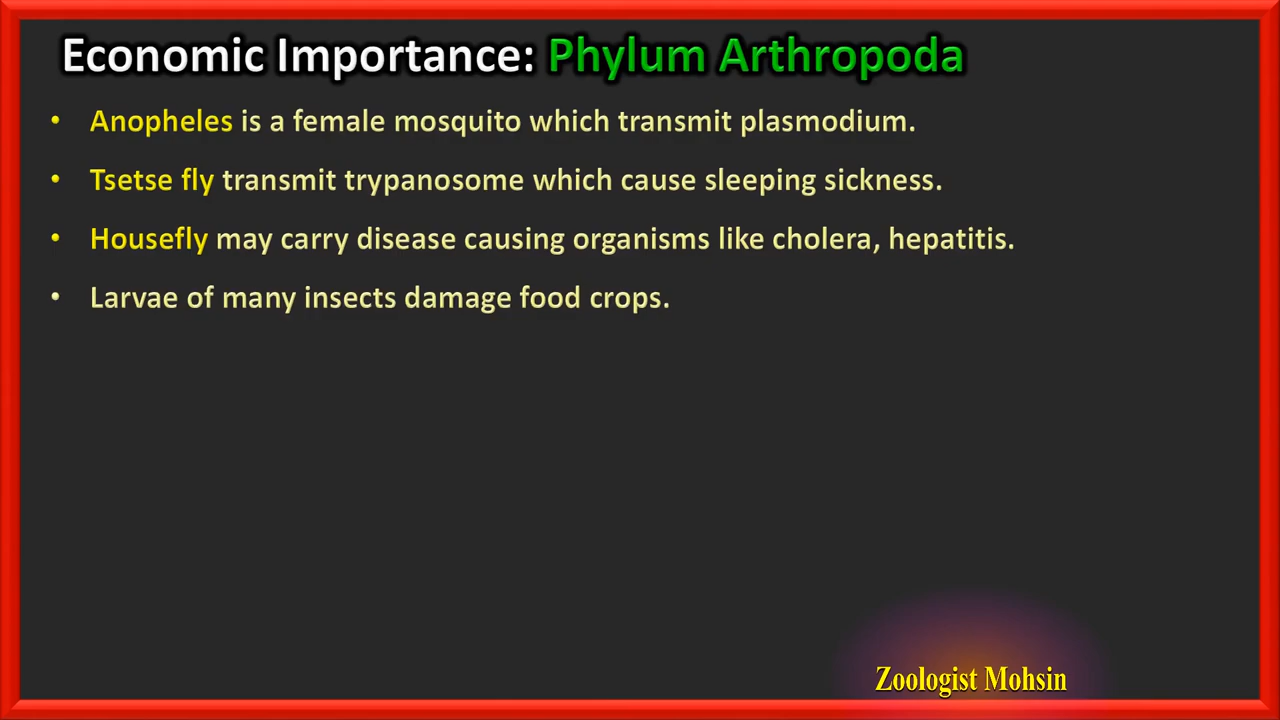 Economic Importance: Phylum Arthropoda
• Anopheles is a female mosquito which transmit plasmodium.
• Tsetse fly transmit trypanosome which cause sleeping sickness.
• Housefly may carry disease causing organisms like cholera, hepatitis.
• Larvae of many insects damage food crops.
Zoologist Mohsin